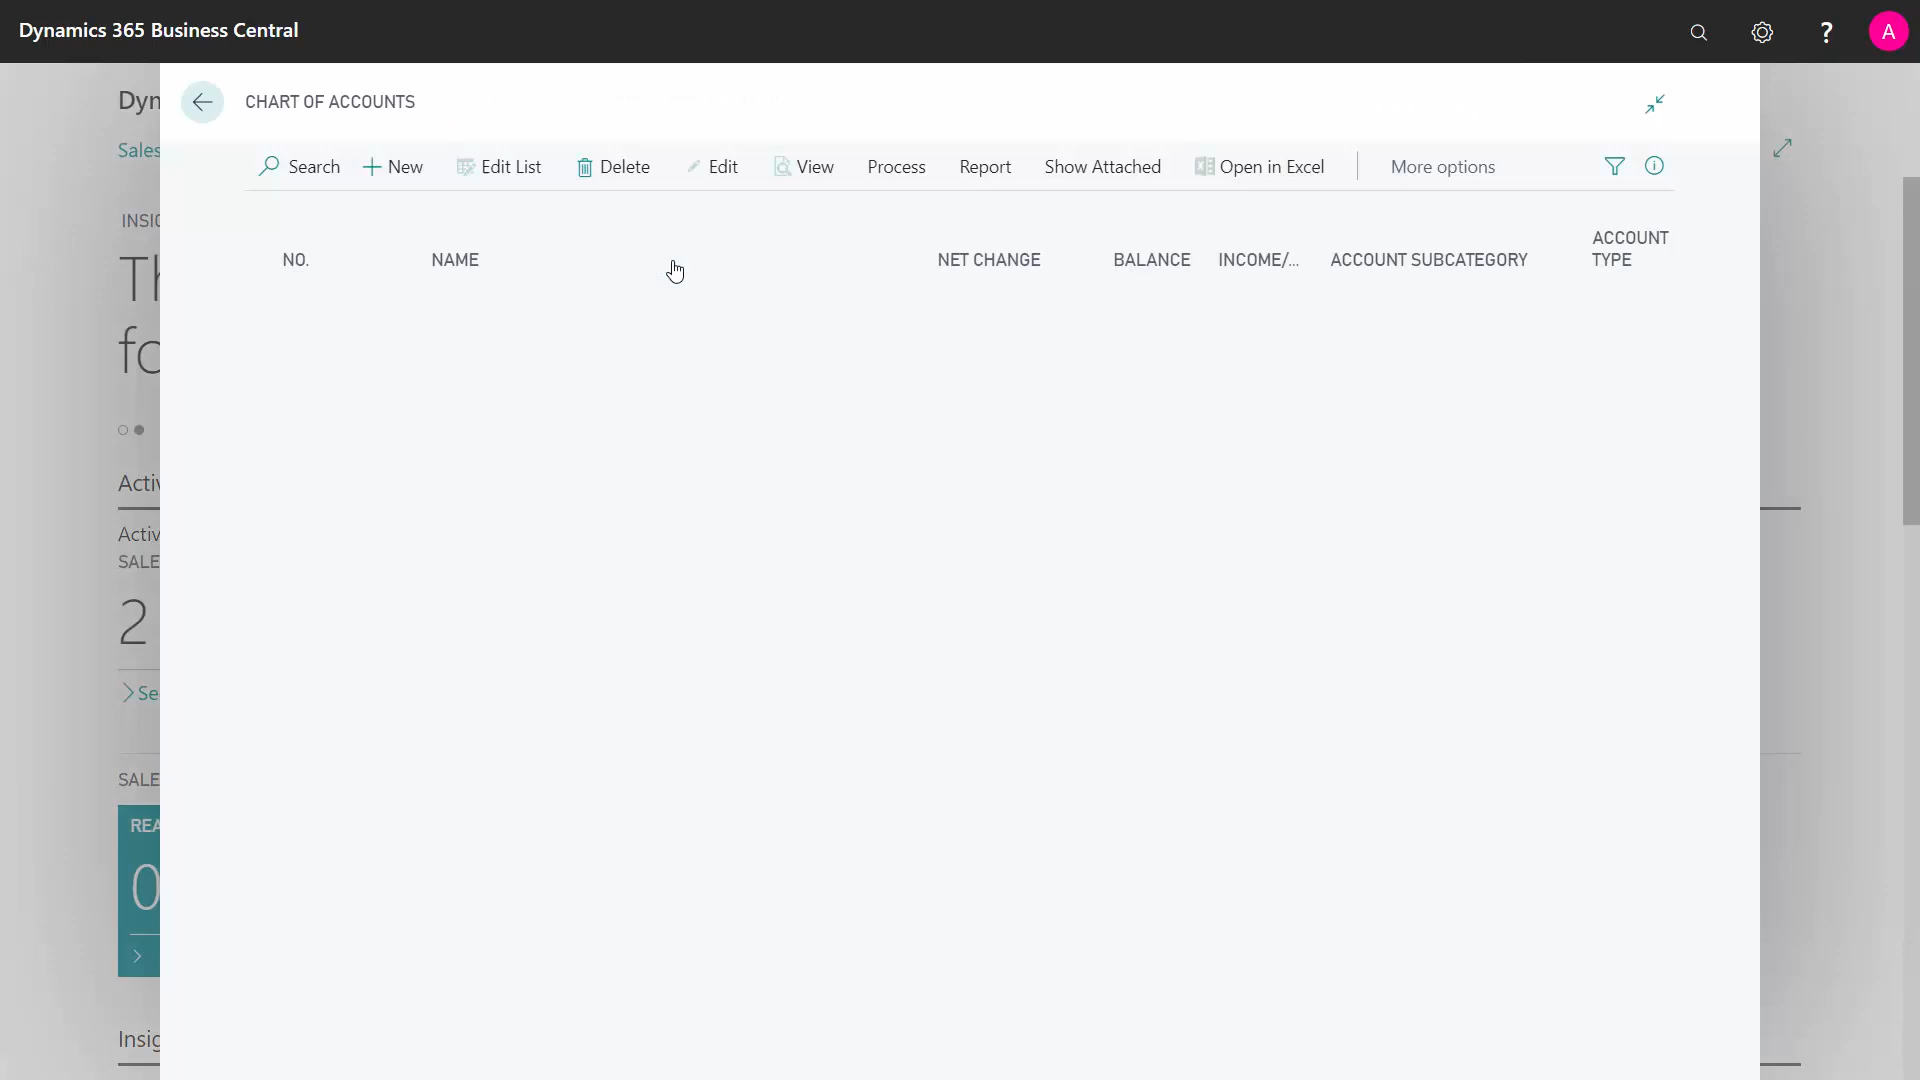 Dynamics 365 Business Central
?
A
Dyn
CHART OF ACCOUNTS
Sales
Search New Edit List Delete Edit View Process Report Show Attached Open in Excel More options
INSIG
NO. NAME NET CHANGE BALANCE INCOME/... ACCOUNT SUBCATEGORY ACCOUNT TYPE
Th
fo
Activ
Activ
SALE
2
Se
SALE
REA
0
Insig